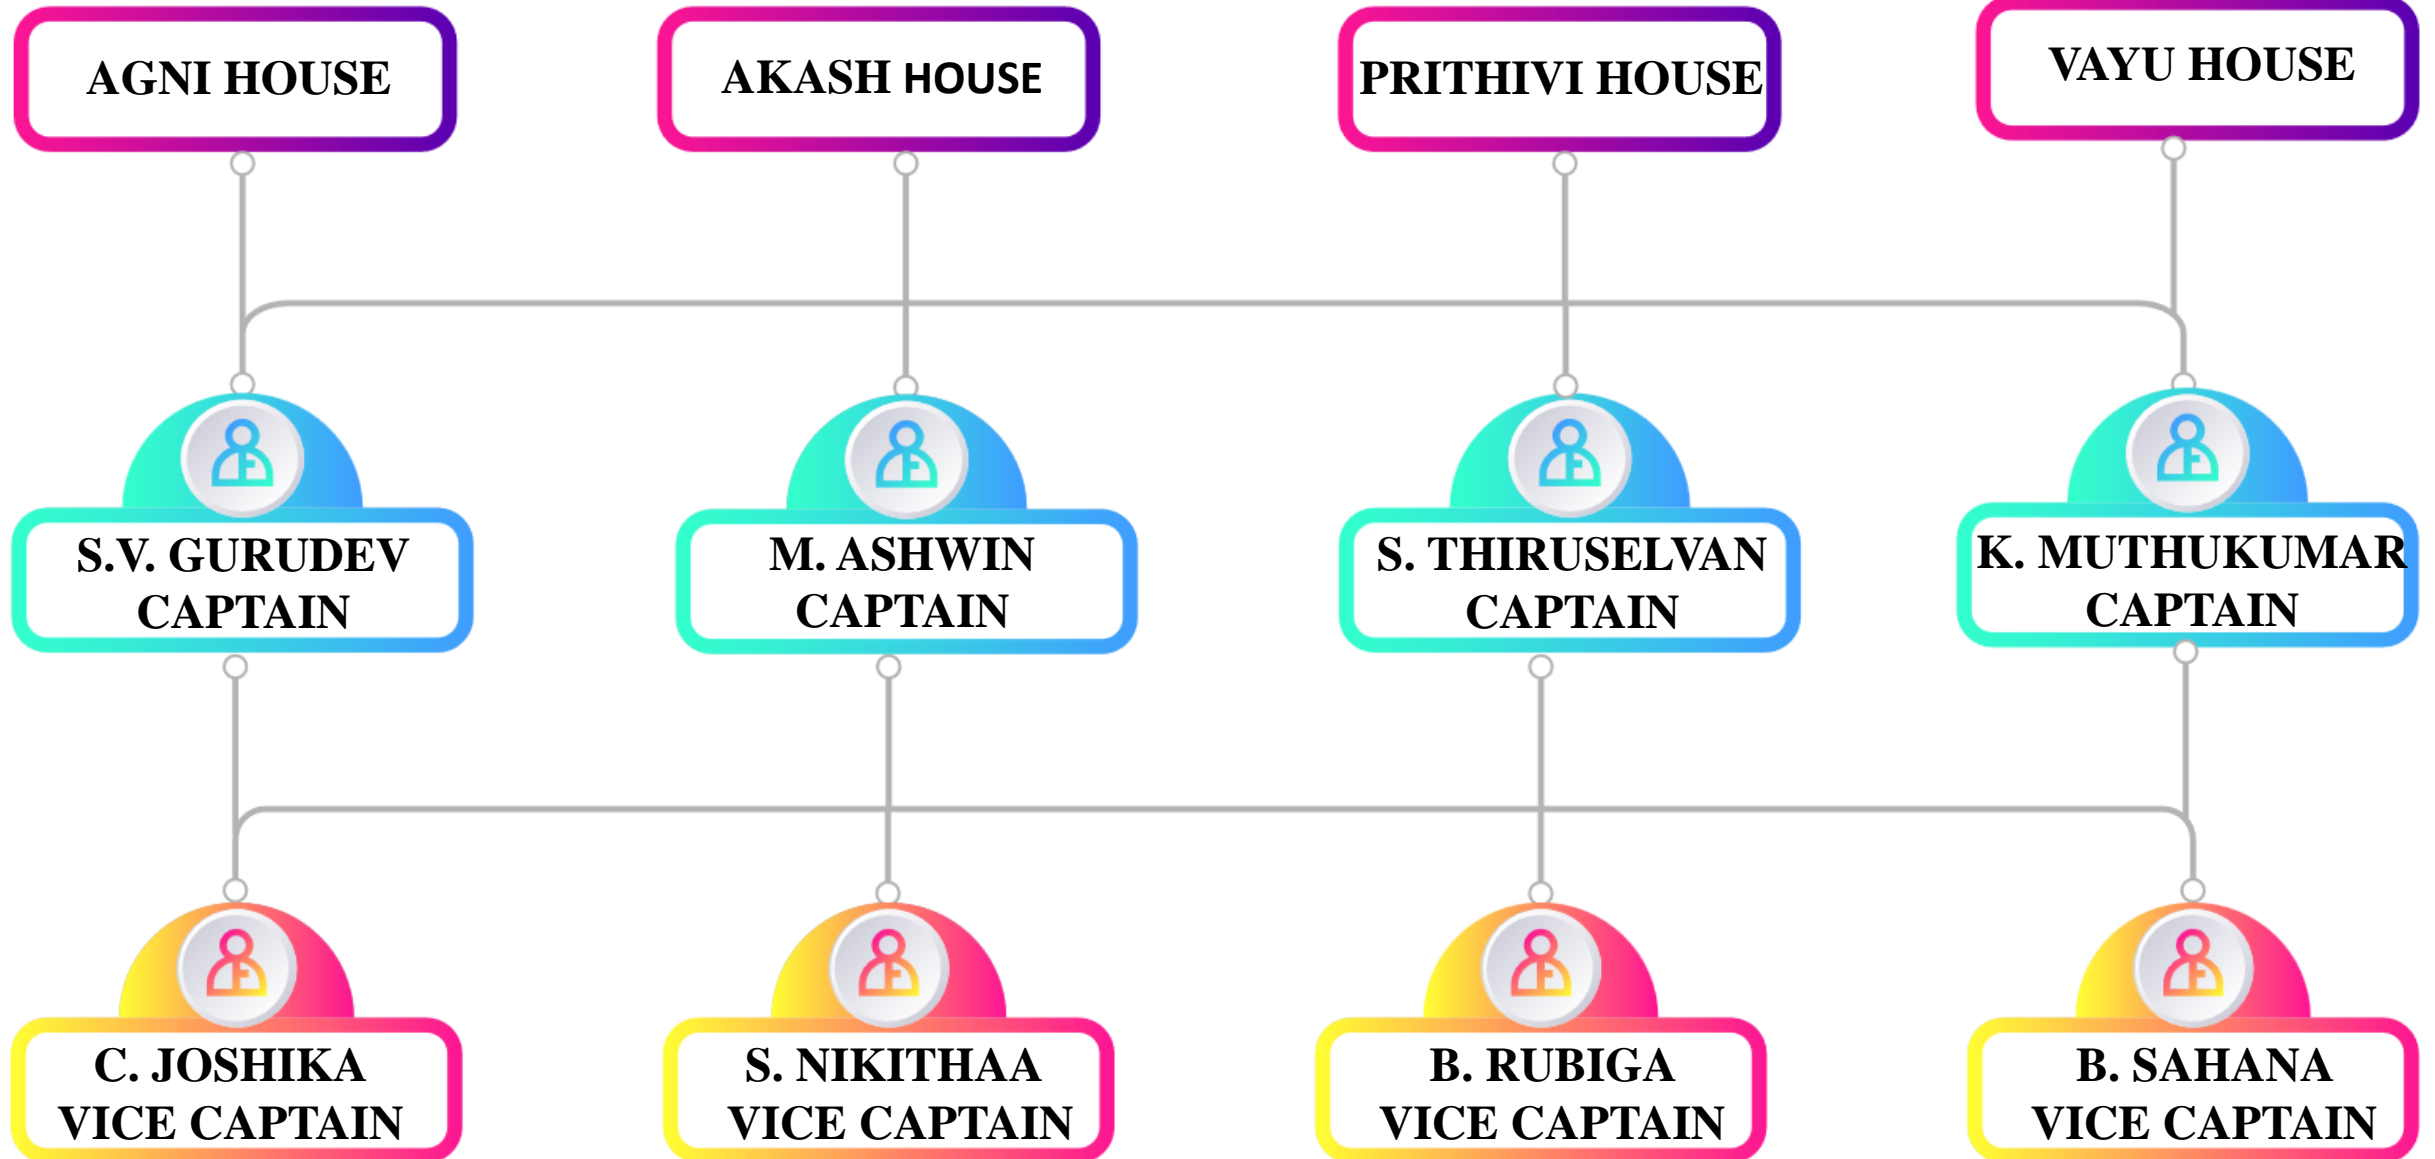 AGNI HOUSE
AKASH HOUSE
PRITHIVI HOUSE
VAYU HOUSE
S.V. GURUDEV
CAPTAIN
M. ASHWIN
CAPTAIN
S. THIRUSELVAN
CAPTAIN
K. MUTHUKUMAR
CAPTAIN
C. JOSHIKA
VICE CAPTAIN
S. NIKITHAA
VICE CAPTAIN
B. RUBIGA
VICE CAPTAIN
B. SAHANA
VICE CAPTAIN